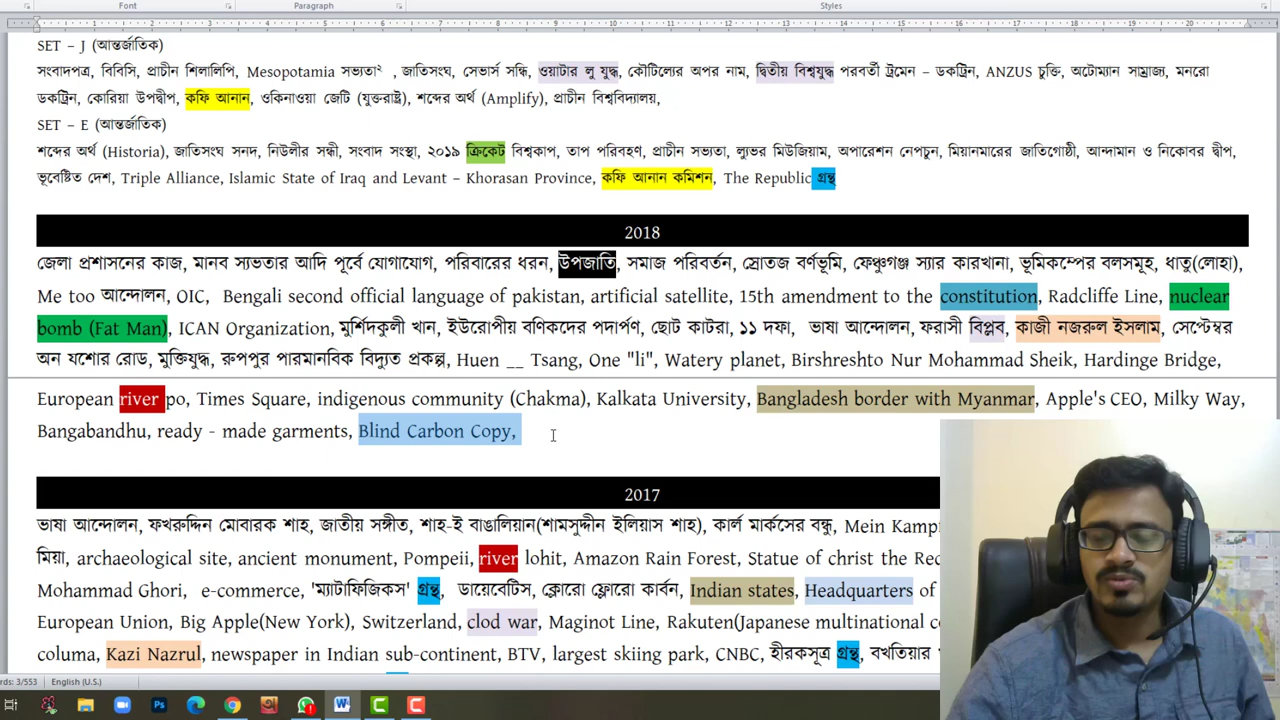 Font
Paragraph
Styles
SET – J (আন্তর্জাতিক)
সংবাদপত্র, বিবিসি, প্রাচীন শিলালিপি, Mesopotamia সভ্যতা² , জাতিসংঘ, সেভার্স সন্ধি, ওয়াটার লু যুদ্ধ, কৌটিল্যের অপর নাম, দ্বিতীয় বিশ্বযুদ্ধ পরবর্তী ট্রমেন – ডকট্রিন, ANZUS চুক্তি, অটোম্যান সাম্রাজ্য, মনরো
ডকট্রিন, কোরিয়া উপদ্বীপ, কফি আনান, ওকিনাওয়া জেটি (যুক্তরাষ্ট্র), শব্দের অর্থ (Amplify), প্রাচীন বিশ্ববিদ্যালয়,
SET – E (আন্তর্জাতিক)
শব্দের অর্থ (Historia), জাতিসংঘ সনদ, নিউলীর সন্ধী, সংবাদ সংস্থা, ২০১৯ ক্রিকেট বিশ্বকাপ, তাপ পরিবহণ, প্রাচীন সভ্যতা, ল্যুভর মিউজিয়াম, অপারেশন নেপচুন, মিয়ানমারের জাতিগোষ্ঠী, আন্দামান ও নিকোবর দ্বীপ,
ভূবেষ্টিত দেশ, Triple Alliance, Islamic State of Iraq and Levant – Khorasan Province, কফি আনান কমিশন, The Republic গ্রন্থ
2018
জেলা প্রশাসনের কাজ, মানব স্যভতার আদি পূর্বে যোগাযোগ, পরিবারের ধরন, উপজাতি, সমাজ পরিবর্তন, স্রোতজ বর্ণভূমি, ফেঞ্চুগঞ্জ স্যার কারখানা, ভূমিকম্পের বলসমূহ, ধাতু(লোহা),
Me too আন্দোলন, OIC, Bengali second official language of pakistan, artificial satellite, 15th amendment to the constitution, Radcliffe Line, nuclear
bomb (Fat Man), ICAN Organization, মুর্শিদকুলী খান, ইউরোপীয় বণিকদের পদার্পণ, ছোট কাটরা, ১১ দফা, ভাষা আন্দোলন, ফরাসী বিপ্লব, কাজী নজরুল ইসলাম, সেপ্টেম্বর
অন যশোর রোড, মুক্তিযুদ্ধ, রুপপুর পারমানবিক বিদ্যুত প্রকল্প, Huen __ Tsang, One "li", Watery planet, Birshreshto Nur Mohammad Sheik, Hardinge Bridge,
European river po, Times Square, indigenous community (Chakma), Kalkata University, Bangladesh border with Myanmar, Apple's CEO, Milky Way,
Bangabandhu, ready - made garments, Blind Carbon Copy,
2017
ভাষা আন্দোলন, ফখরুদ্দিন মোবারক শাহ, জাতীয় সঙ্গীত, শাহ-ই বাঙালিয়ান(শামসুদ্দীন ইলিয়াস শাহ), কার্ল মার্কসের বন্ধু, Mein Kamp
মিয়া, archaeological site, ancient monument, Pompeii, river lohit, Amazon Rain Forest, Statue of christ the Re
Mohammad Ghori, e-commerce, 'ম্যাটাফিজিকস' গ্রন্থ, ডায়েবেটিস, ক্লোরো ফ্লোরো কার্বন, Indian states, Headquarters of
European Union, Big Apple(New York), Switzerland, clod war, Maginot Line, Rakuten(Japanese multinational co
columa, Kazi Nazrul, newspaper in Indian sub-continent, BTV, largest skiing park, CNBC, হীরকসূত্র গ্রন্থ, বখতিয়ার
rds: 3/553 English (U.S.)